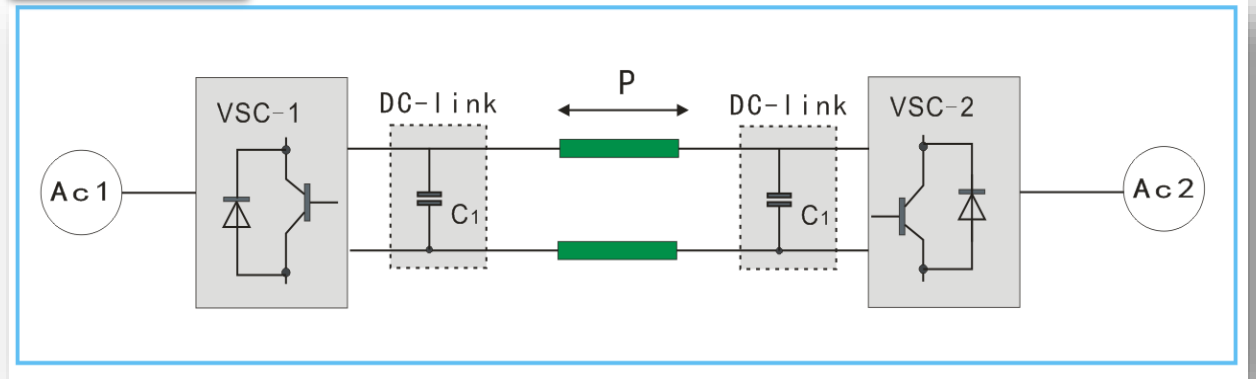 P
DC-link
DC-link
VSC-1
VSC-2
Ac1
Ac2
C1
C1